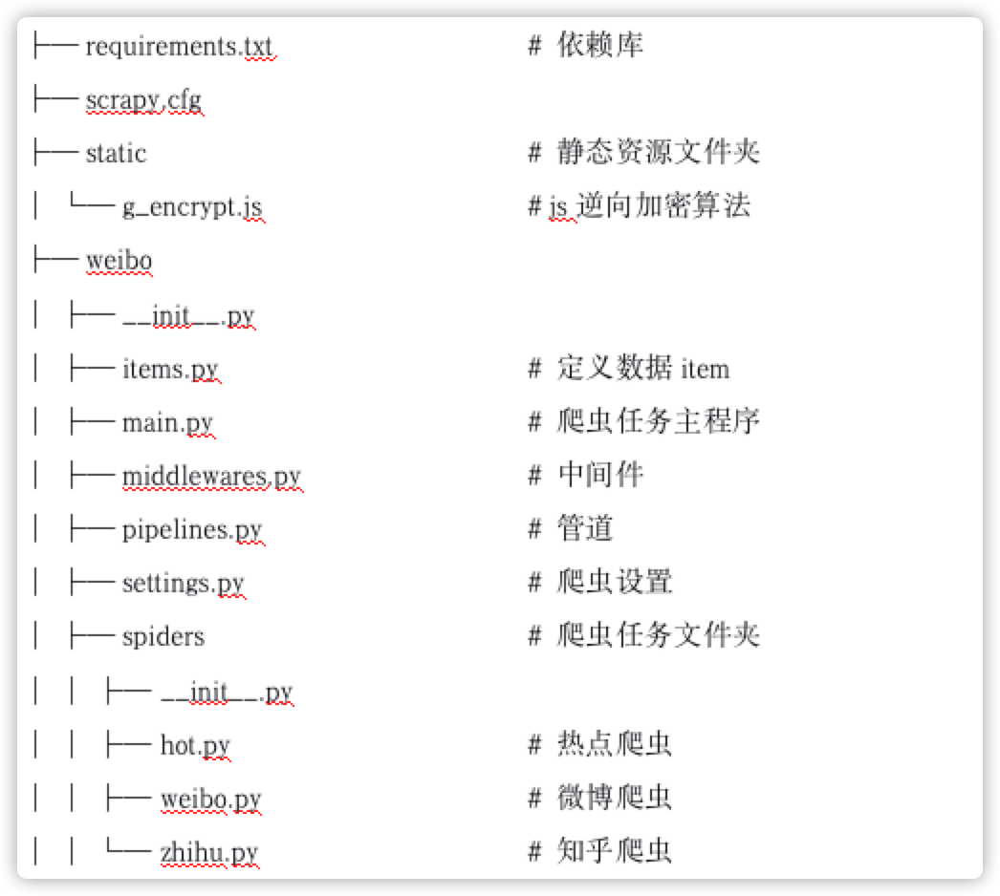 ├── requirements.txt # 依赖库
├── scrapy,cfg
├── static # 静态资源文件夹
│ └── g_encrypt.js # js 逆向加密算法
├── weibo
│ ├── __init__.py
│ ├── items.py # 定义数据 item
│ ├── main.py # 爬虫任务主程序
│ ├── middlewares,py # 中间件
│ ├── pipelines.py # 管道
│ ├── settings.py # 爬虫设置
│ ├── spiders # 爬虫任务文件夹
│ │ ├── __init__.py
│ │ ├── hot.py # 热点爬虫
│ │ ├── weibo.py # 微博爬虫
│ │ └── zhihu.py # 知乎爬虫